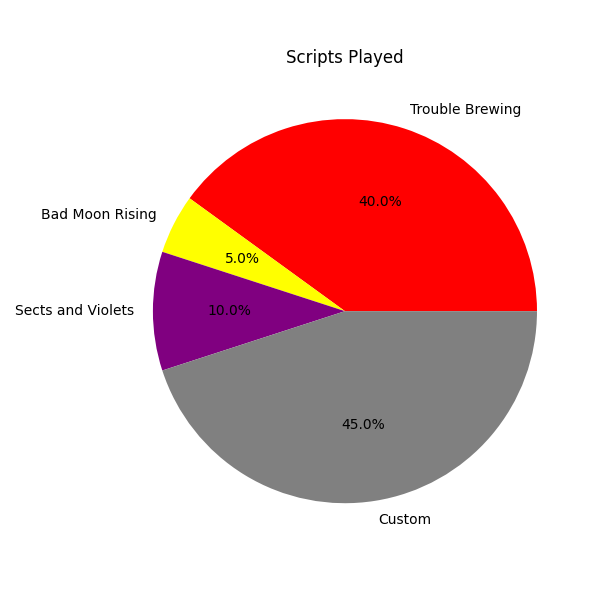 Scripts Played
Trouble Brewing
40.0%
Bad Moon Rising
5.0%
Sects and Violets
10.0%
45.0%
Custom